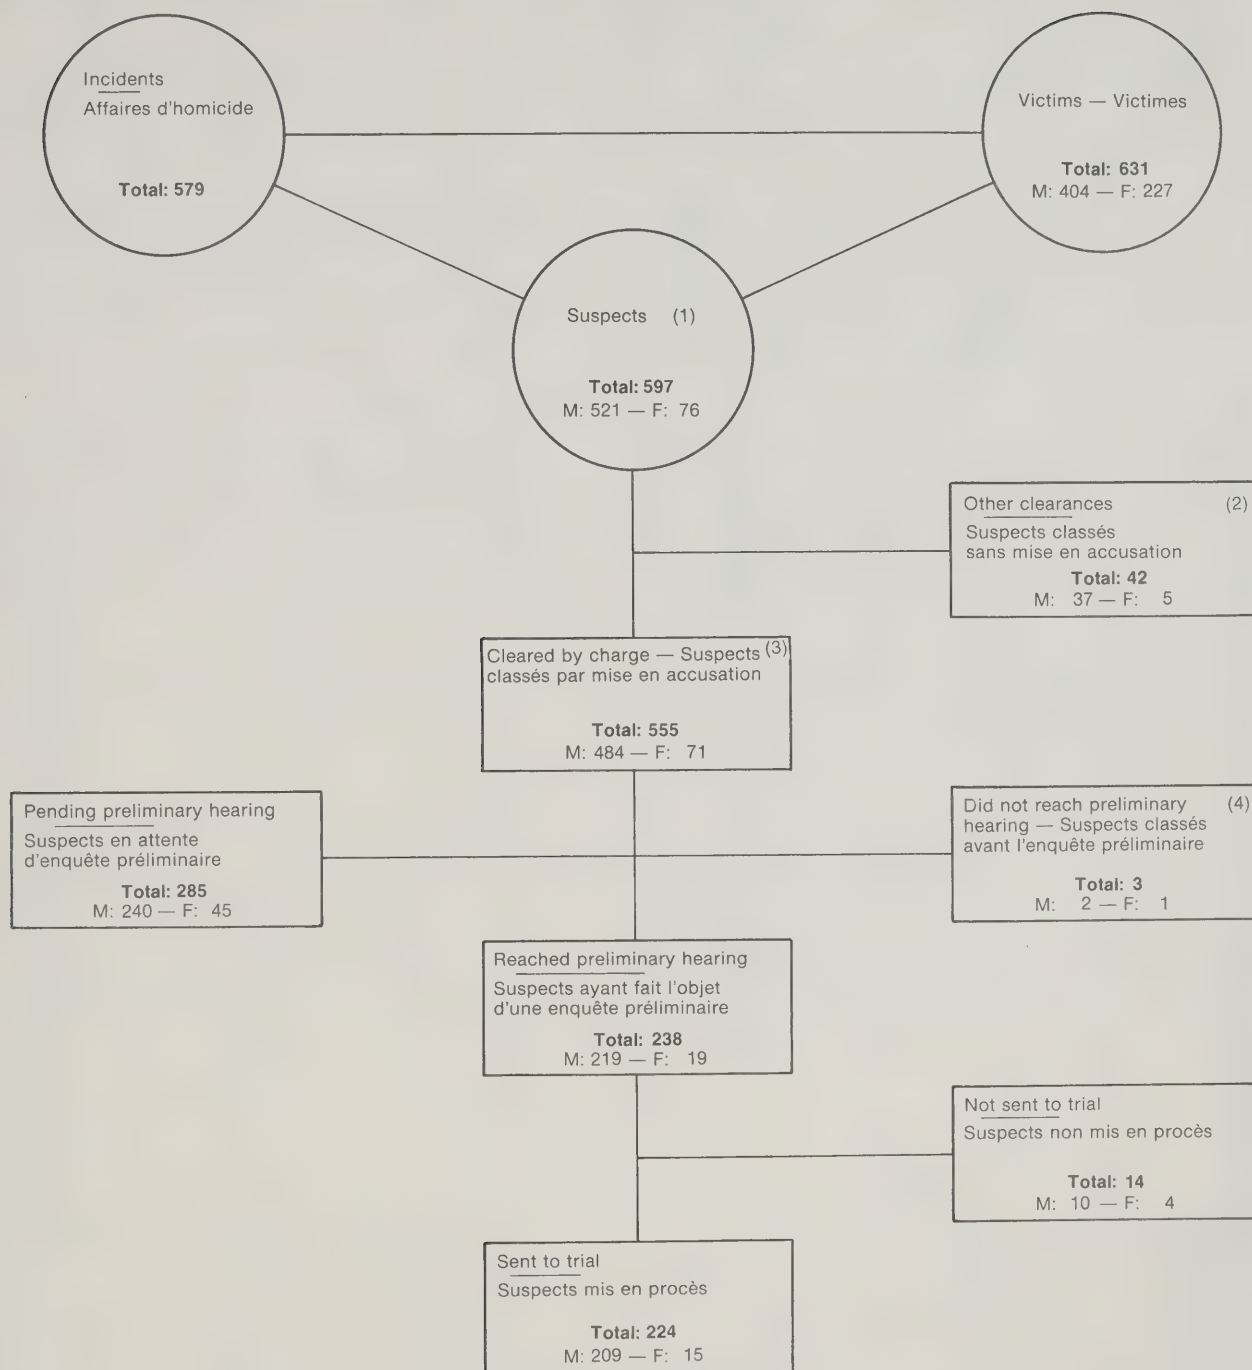 Incidents
Affaires d'homicide
Total: 579
Victims — Victimes
Total: 631
M: 404 — F: 227
Suspects (1)
Total: 597
M: 521 — F: 76
Other clearances (2)
Suspects classés
sans mise en accusation
Total: 42
M: 37 — F: 5
Cleared by charge — Suspects (3)
classés par mise en accusation
Total: 555
M: 484 — F: 71
Pending preliminary hearing
Suspects en attente
d'enquête préliminaire
Total: 285
M: 240 — F: 45
Did not reach preliminary (4)
hearing — Suspects classés
avant l'enquête préliminaire
Total: 3
M: 2 — F: 1
Reached preliminary hearing
Suspects ayant fait l'objet
d'une enquête préliminaire
Total: 238
M: 219 — F: 19
Not sent to trial
Suspects non mis en procès
Total: 14
M: 10 — F: 4
Sent to trial
Suspects mis en procès
Total: 224
M: 209 — F: 15